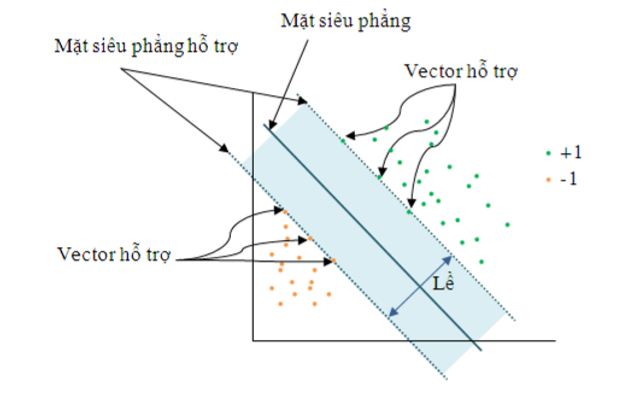 Mặt siêu phẳng
Mặt siêu phẳng hỗ trợ
Vector hỗ trợ
+1
-1
Vector hỗ trợ
Lề